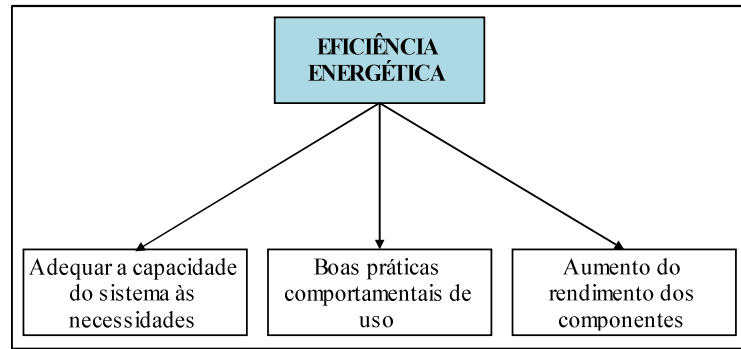 EFICIÊNCIA
ENERGÉTICA
Adequar a capacidade
do sistema às
necessidades
Boas práticas
comportamentais de
uso
Aumento do
rendimento dos
componentes